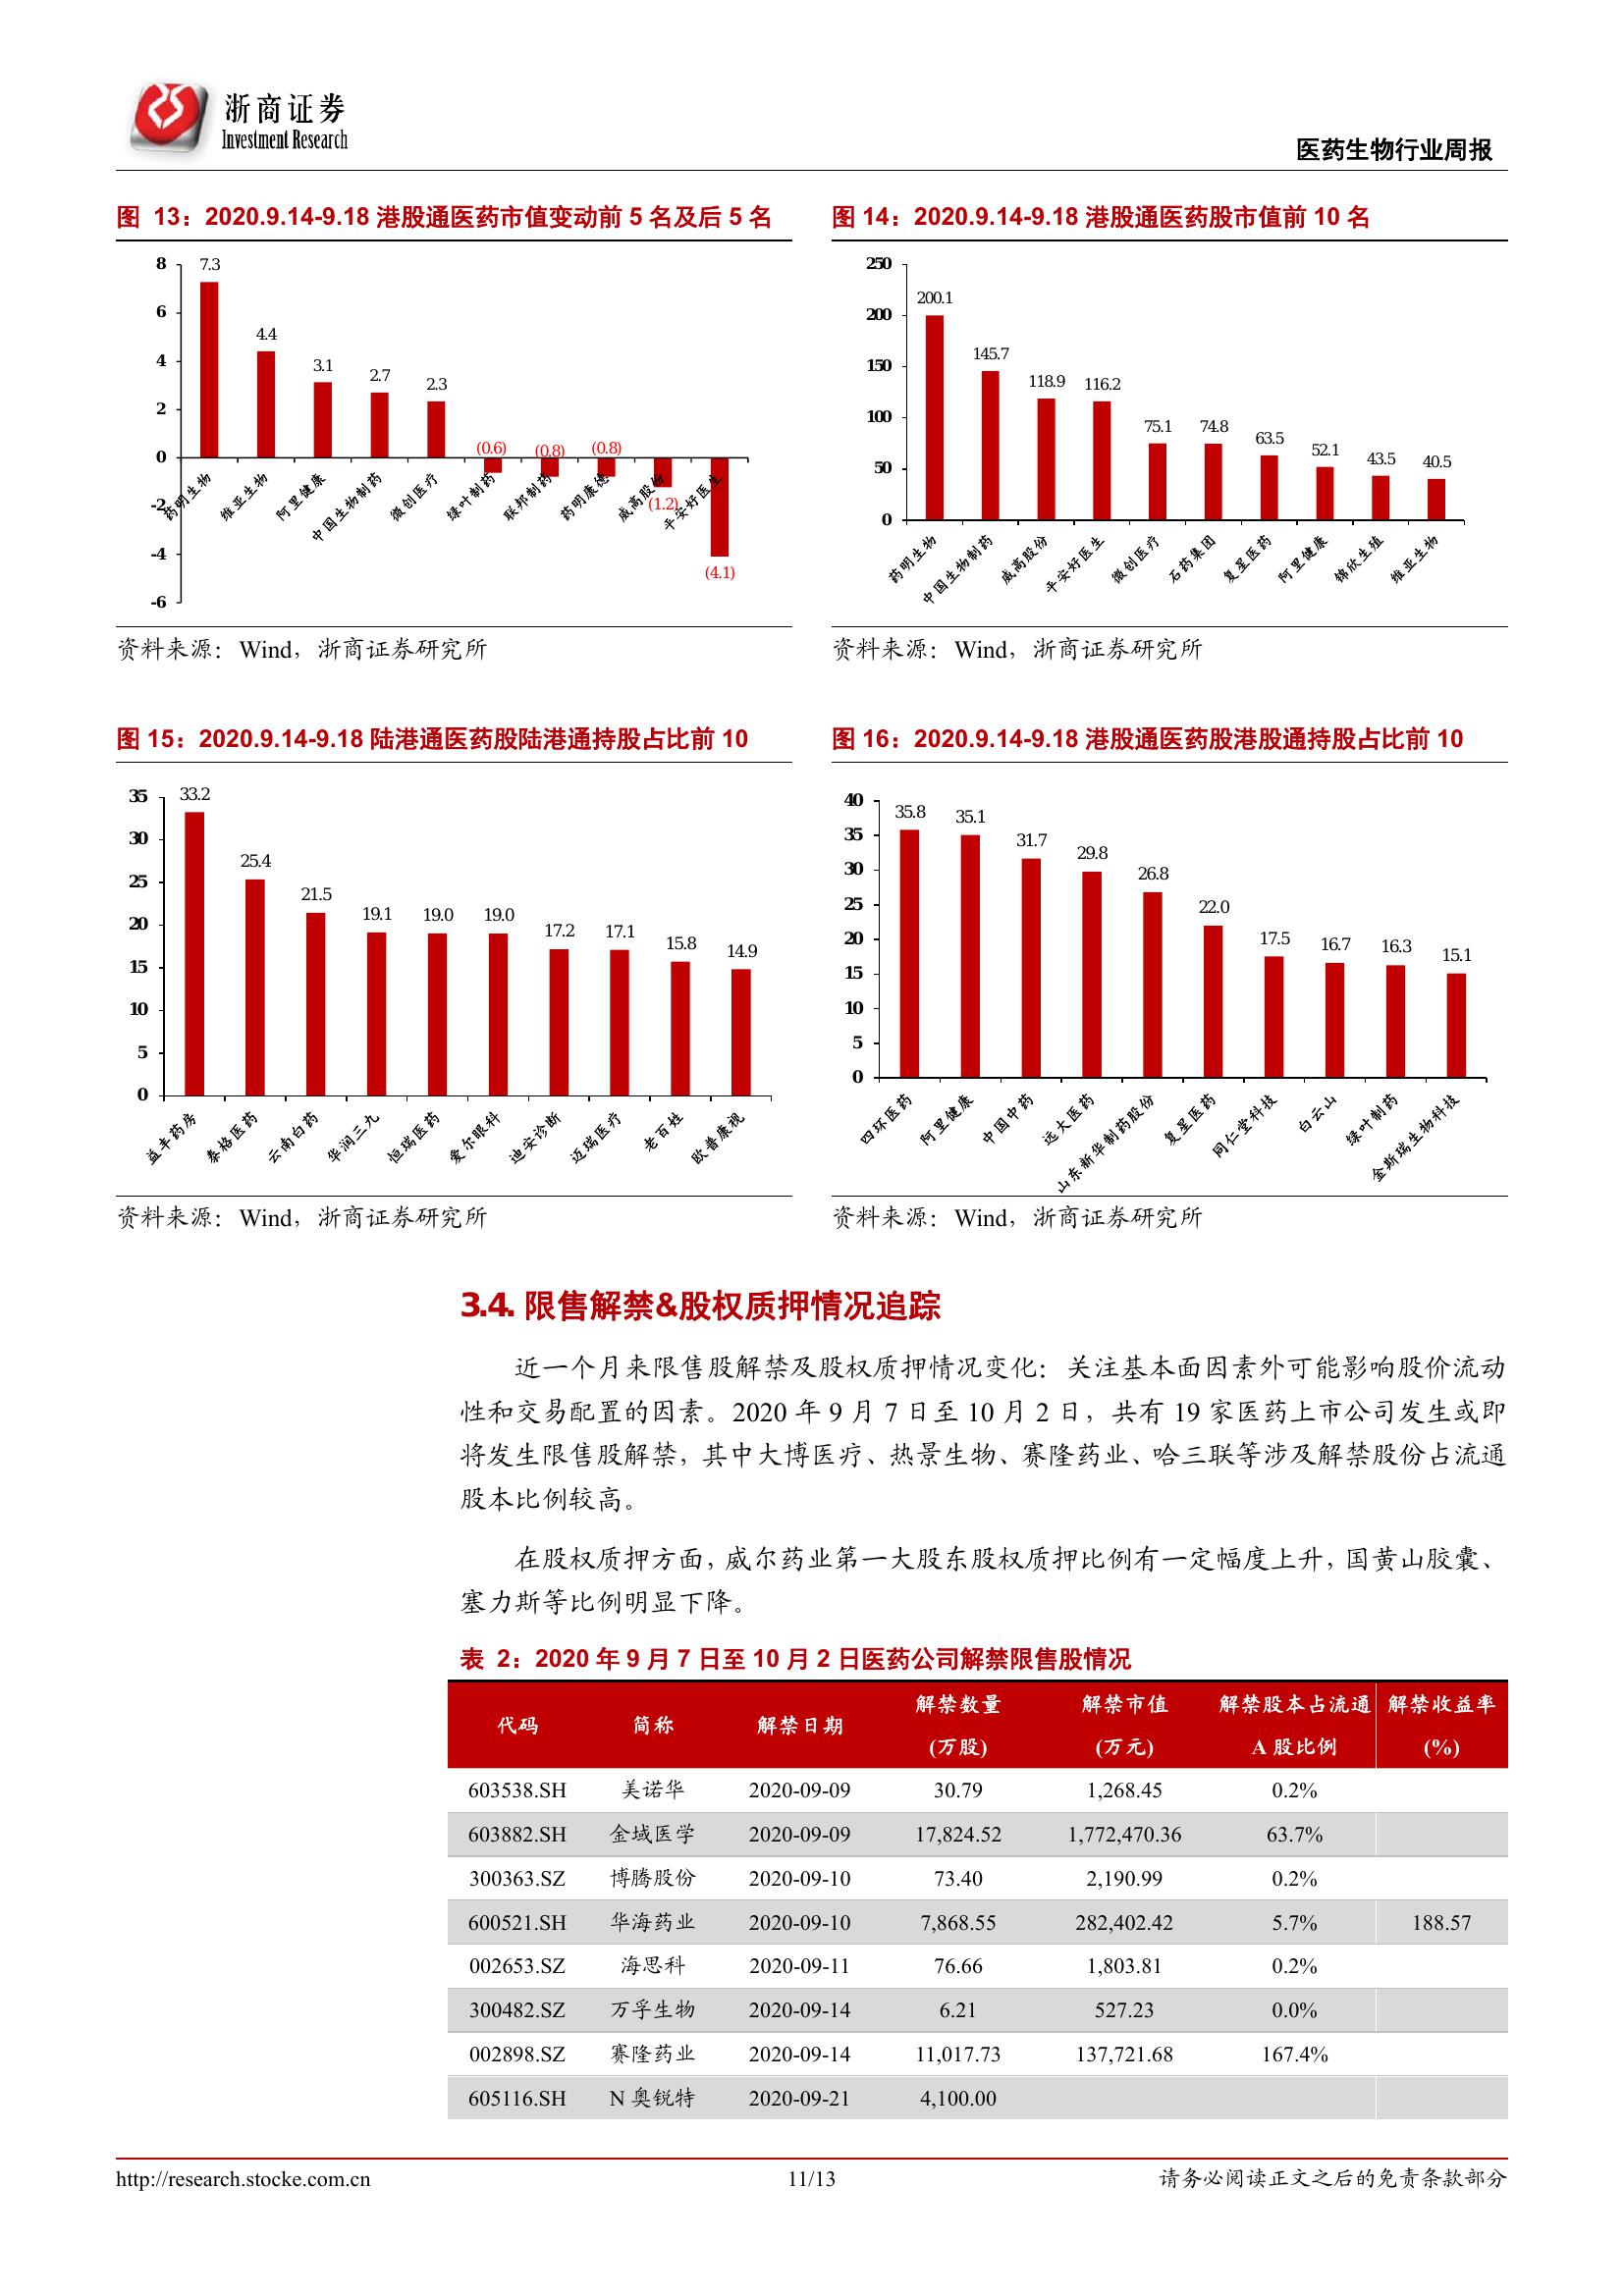 浙商证券
Investment Research
医药生物行业周报
图 13：2020.9.14-9.18 港股通医药市值变动前 5 名及后 5 名
8
6
4
2
0
-2
-4
-6
7.3
4.4
3.1
2.7
2.3
(0.6)
(0.8)
(0.8)
(1.2)
(4.1)
药明生物
维亚生物
阿里健康
中国生物制药
微创医疗
绿叶制药
联邦制药
药明康德
威高股份
平安好医生
资料来源：Wind，浙商证券研究所
图 14：2020.9.14-9.18 港股通医药股市值前 10 名
250
200
150
100
50
0
200.1
145.7
118.9
116.2
75.1
74.8
63.5
52.1
43.5
40.5
药明生物
中国生物制药
威高股份
平安好医生
微创医疗
石药集团
复星医药
阿里健康
锦欣生殖
维亚生物
资料来源：Wind，浙商证券研究所
图 15：2020.9.14-9.18 陆港通医药股陆港通持股占比前 10
35
30
25
20
15
10
5
0
33.2
25.4
21.5
19.1
19.0
19.0
17.2
17.1
15.8
14.9
益丰药房
泰格医药
云南白药
华润三九
恒瑞医药
爱尔眼科
迪安诊断
迈瑞医疗
老百姓
欧普康视
资料来源：Wind，浙商证券研究所
图 16：2020.9.14-9.18 港股通医药股港股通持股占比前 10
40
35
30
25
20
15
10
5
0
35.8
35.1
31.7
29.8
26.8
22.0
17.5
16.7
16.3
15.1
四环医药
阿里健康
中国中药
远大医药
山东新华制药股份
复星医药
同仁堂科技
白云山
绿叶制药
金斯瑞生物科技
资料来源：Wind，浙商证券研究所
3.4. 限售解禁&股权质押情况追踪
近一个月来限售股解禁及股权质押情况变化：关注基本面因素外可能影响股价流动
性和交易配置的因素。2020 年 9 月 7 日至 10 月 2 日，共有 19 家医药上市公司发生或即
将发生限售股解禁，其中大博医疗、热景生物、赛隆药业、哈三联等涉及解禁股份占流通
股本比例较高。
在股权质押方面，威尔药业第一大股东股权质押比例有一定幅度上升，国黄山胶囊、
塞力斯等比例明显下降。
表 2：2020 年 9 月 7 日至 10 月 2 日医药公司解禁限售股情况
代码 简称 解禁日期 解禁数量 (万股) 解禁市值 (万元) 解禁股本占流通 A 股比例 解禁收益率 (%)
603538.SH 美诺华 2020-09-09 30.79 1,268.45 0.2%
603882.SH 金域医学 2020-09-09 17,824.52 1,772,470.36 63.7%
300363.SZ 博腾股份 2020-09-10 73.40 2,190.99 0.2%
600521.SH 华海药业 2020-09-10 7,868.55 282,402.42 5.7% 188.57
002653.SZ 海思科 2020-09-11 76.66 1,803.81 0.2%
300482.SZ 万孚生物 2020-09-14 6.21 527.23 0.0%
002898.SZ 赛隆药业 2020-09-14 11,017.73 137,721.68 167.4%
605116.SH N 奥锐特 2020-09-21 4,100.00
http://research.stocke.com.cn 11/13 请务必阅读正文之后的免责条款部分